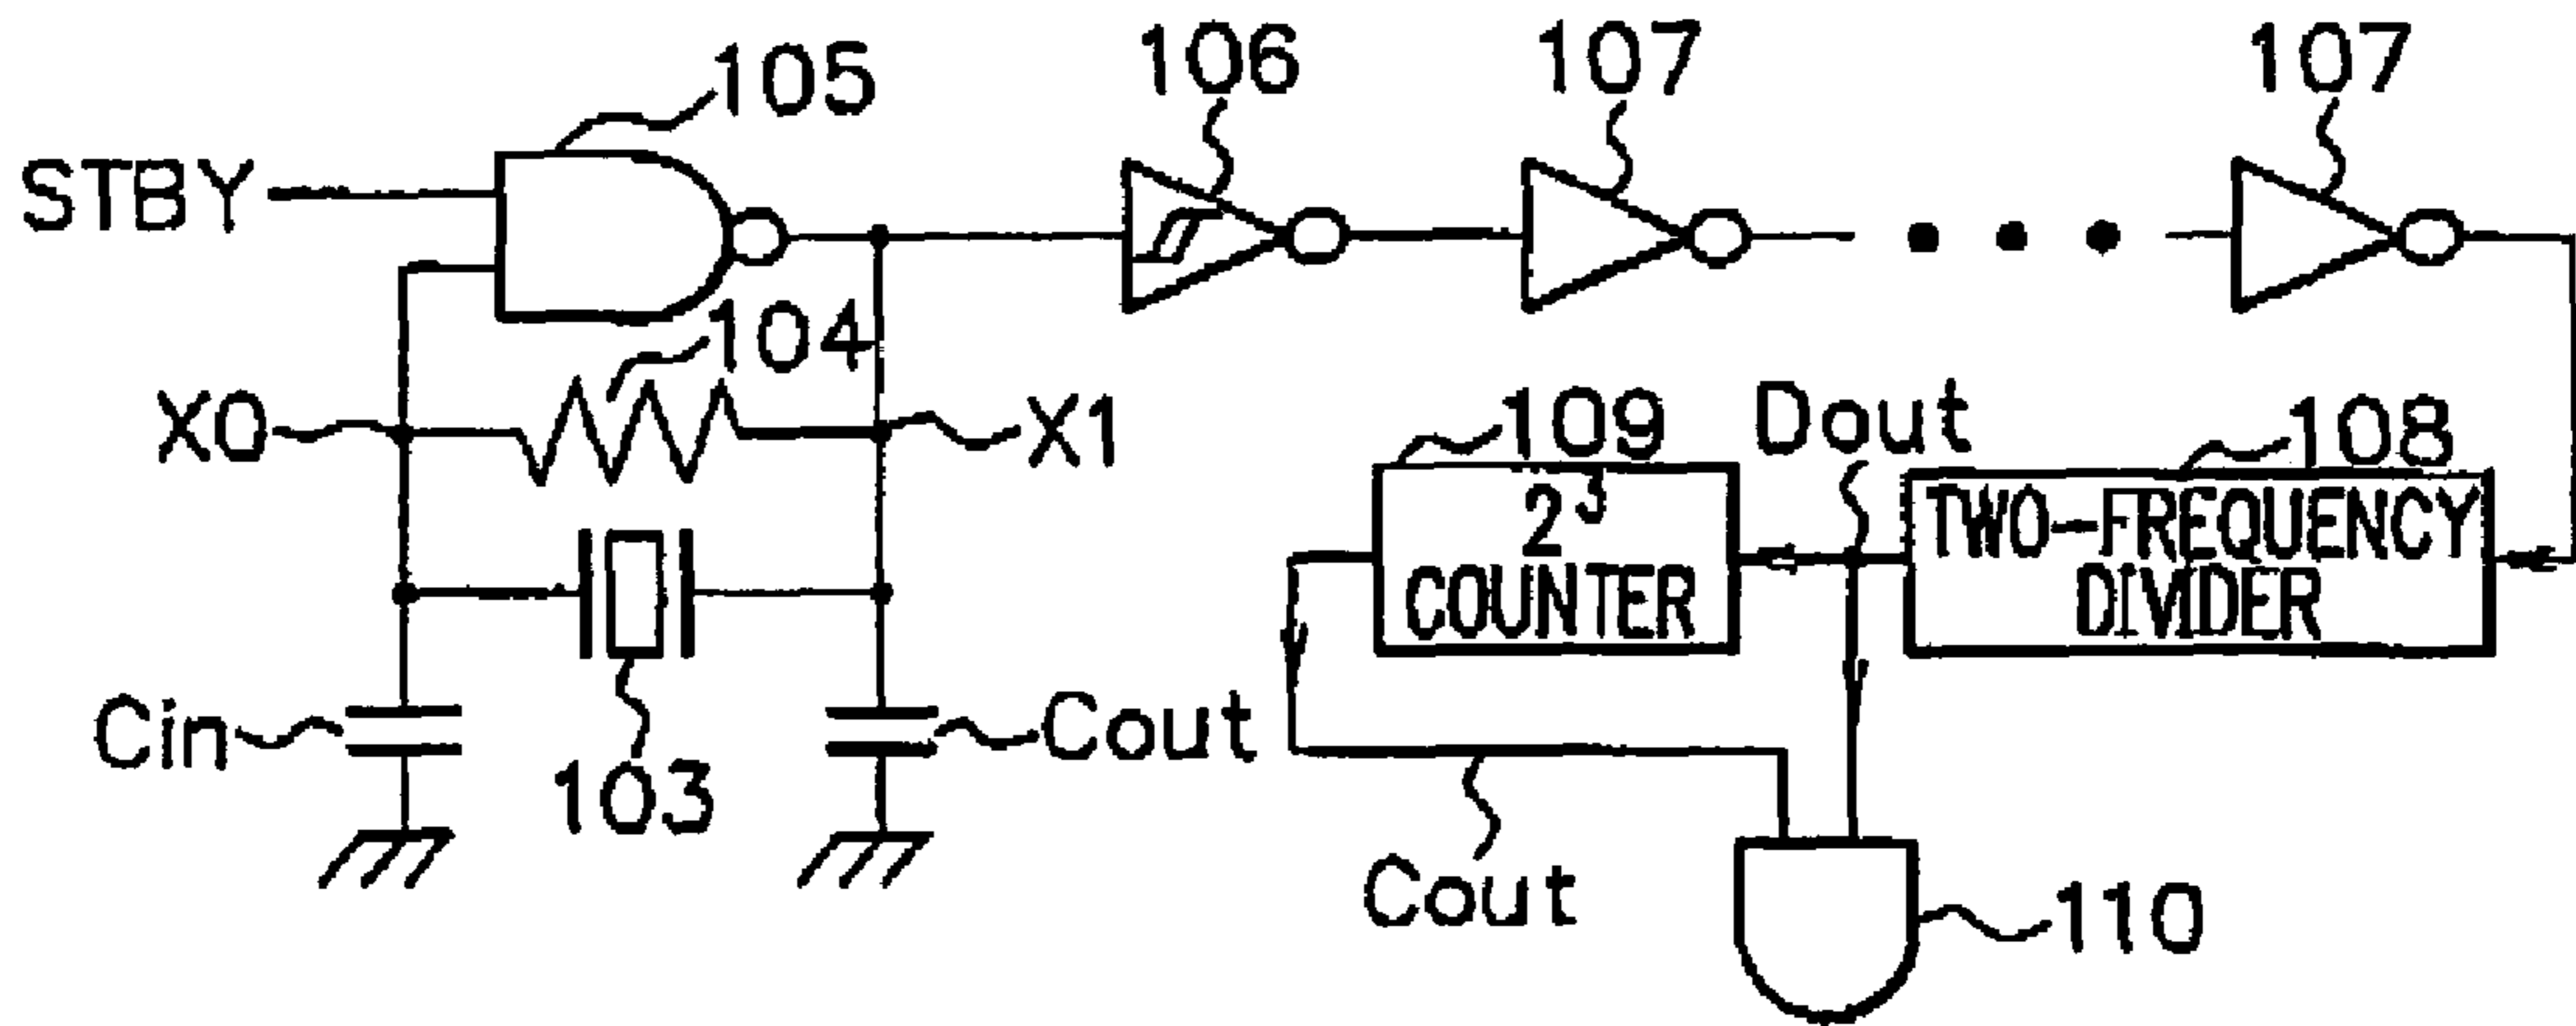 105
106
107
107
STBY
104
X0
X1
109
Dout
108
2³
COUNTER
TWO-FREQUENCY
DIVIDER
Cin
103
Cout
Cout
110